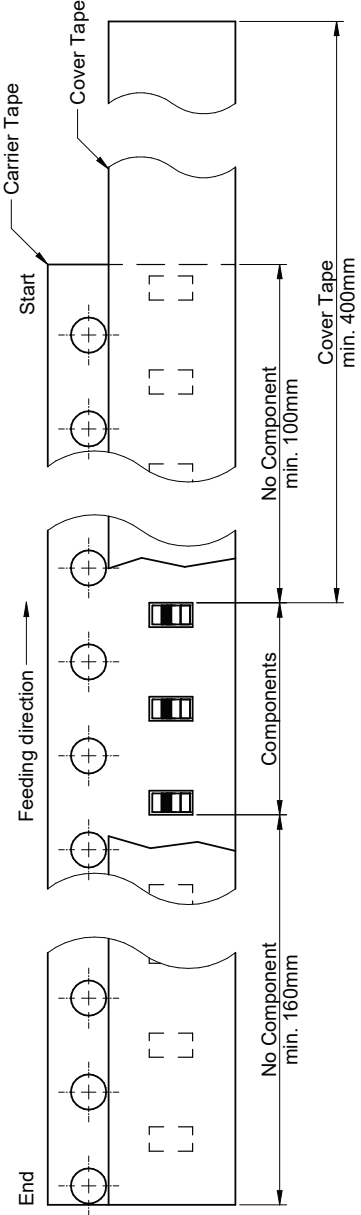 Carrier Tape
Cover Tape
End
Feeding direction
Start
No Component
min. 160mm
Components
No Component
min. 100mm
Cover Tape
min. 400mm